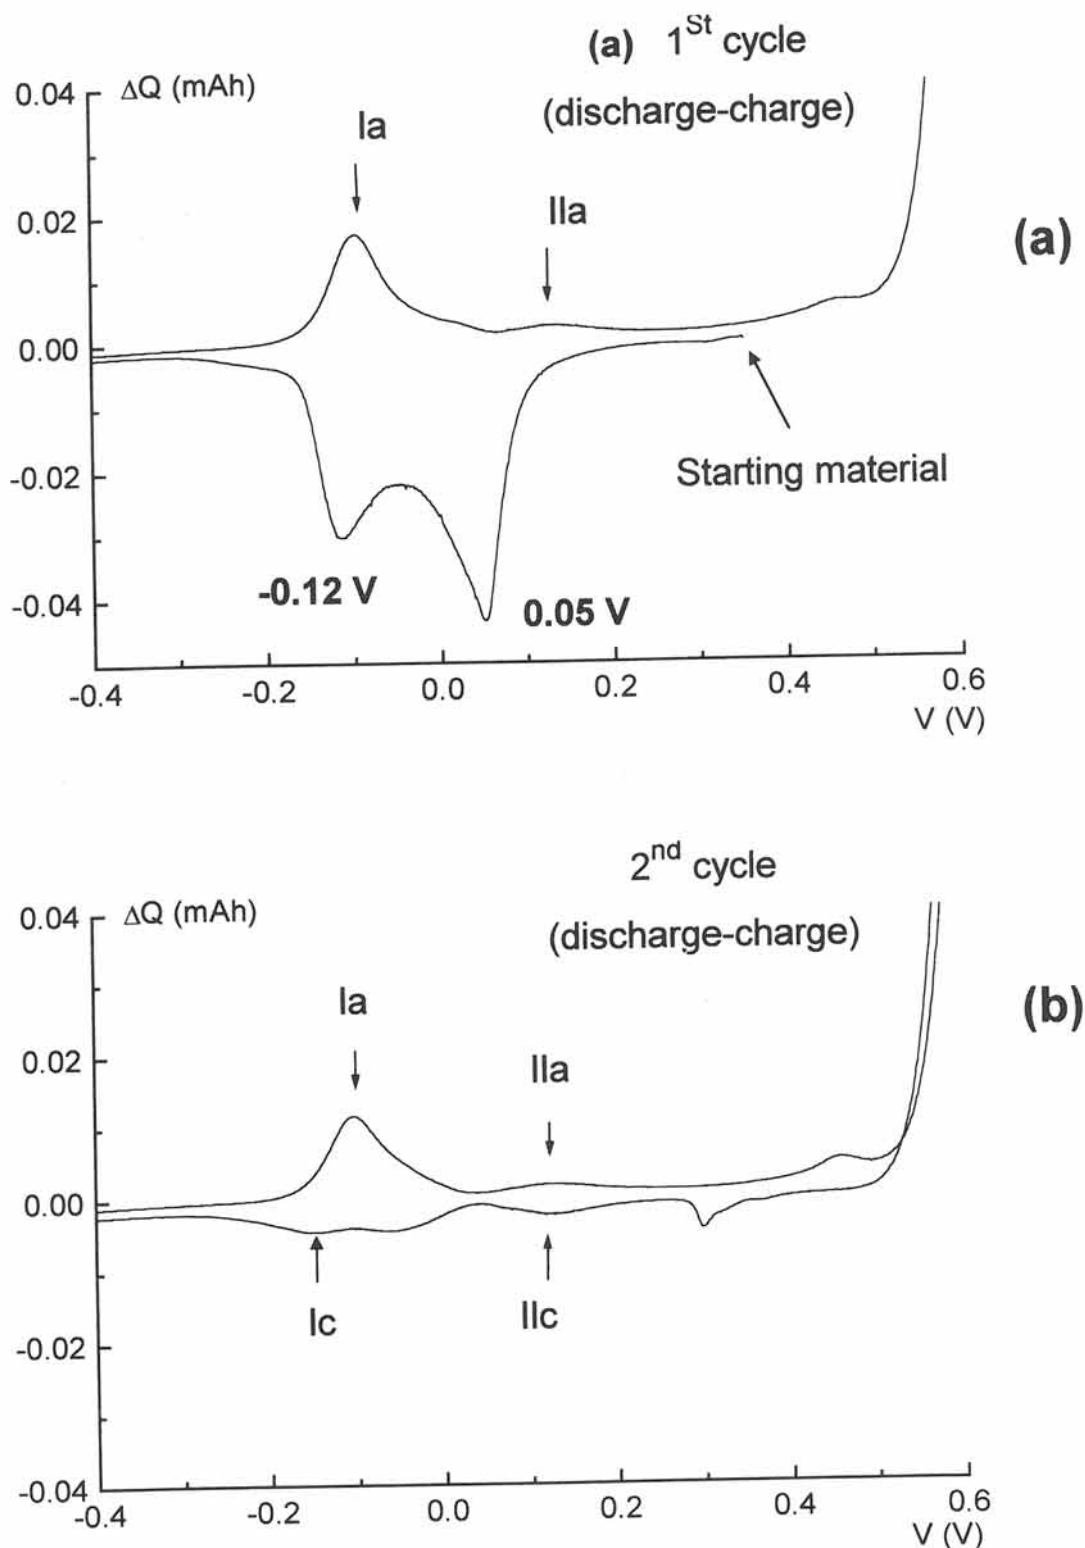 (a) 1St cycle
(discharge-charge)
ΔQ (mAh)
0.04
0.02
0.00
-0.02
-0.04
Ia
IIa
(a)
Starting material
-0.12 V
0.05 V
-0.4
-0.2
0.0
0.2
0.4
0.6
V (V)
2nd cycle
(discharge-charge)
ΔQ (mAh)
0.04
0.02
0.00
-0.02
-0.04
Ia
IIa
(b)
Ic
IIc
-0.4
-0.2
0.0
0.2
0.4
0.6
V (V)